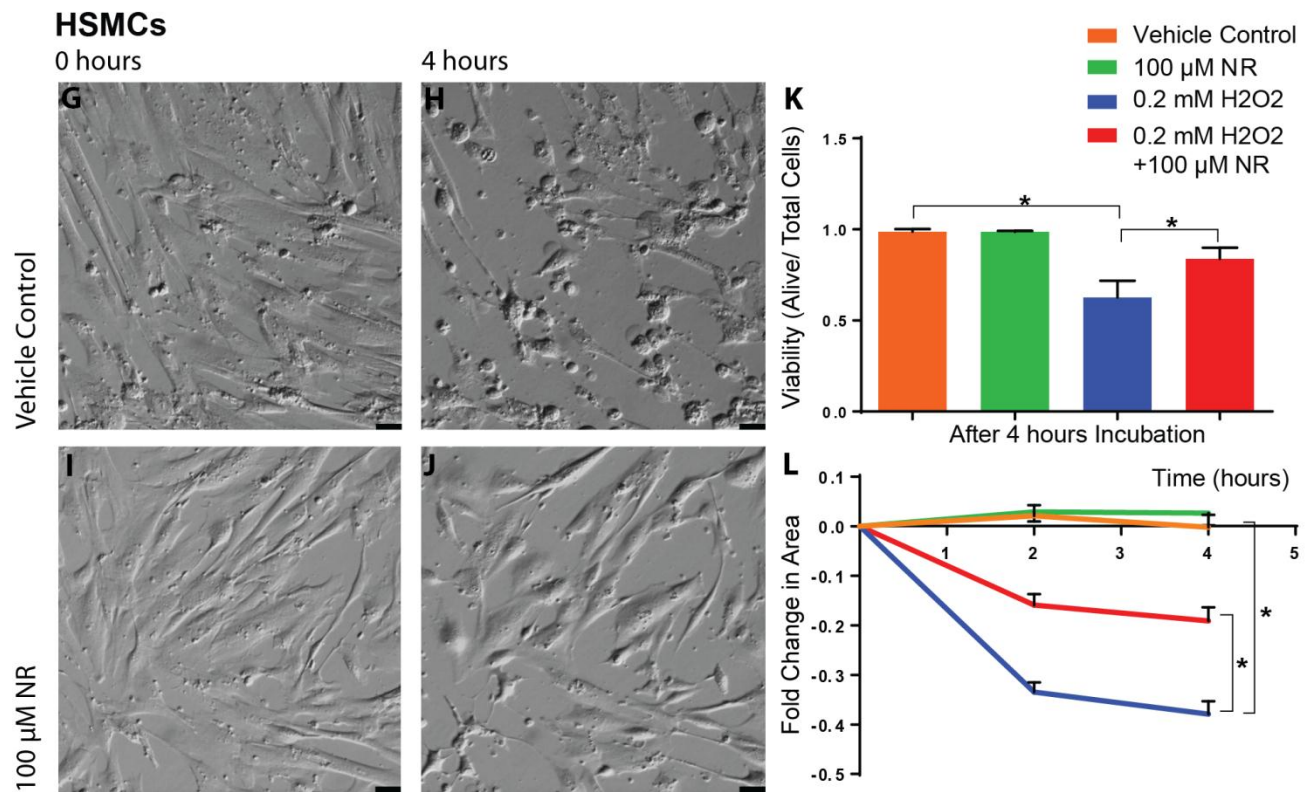 HSMCs
0 hours
4 hours
G
H
Vehicle Control
I
J
100 µM NR
Vehicle Control
100 µM NR
0.2 mM H2O2
0.2 mM H2O2
+100 µM NR
K
Viability (Alive/ Total Cells)
1.5
1.0
0.5
0.0
*
*
After 4 hours Incubation
L
Time (hours)
Fold Change in Area
0.1
0.0
-0.1
-0.2
-0.3
-0.4
-0.5
1 2 3 4 5
*
*